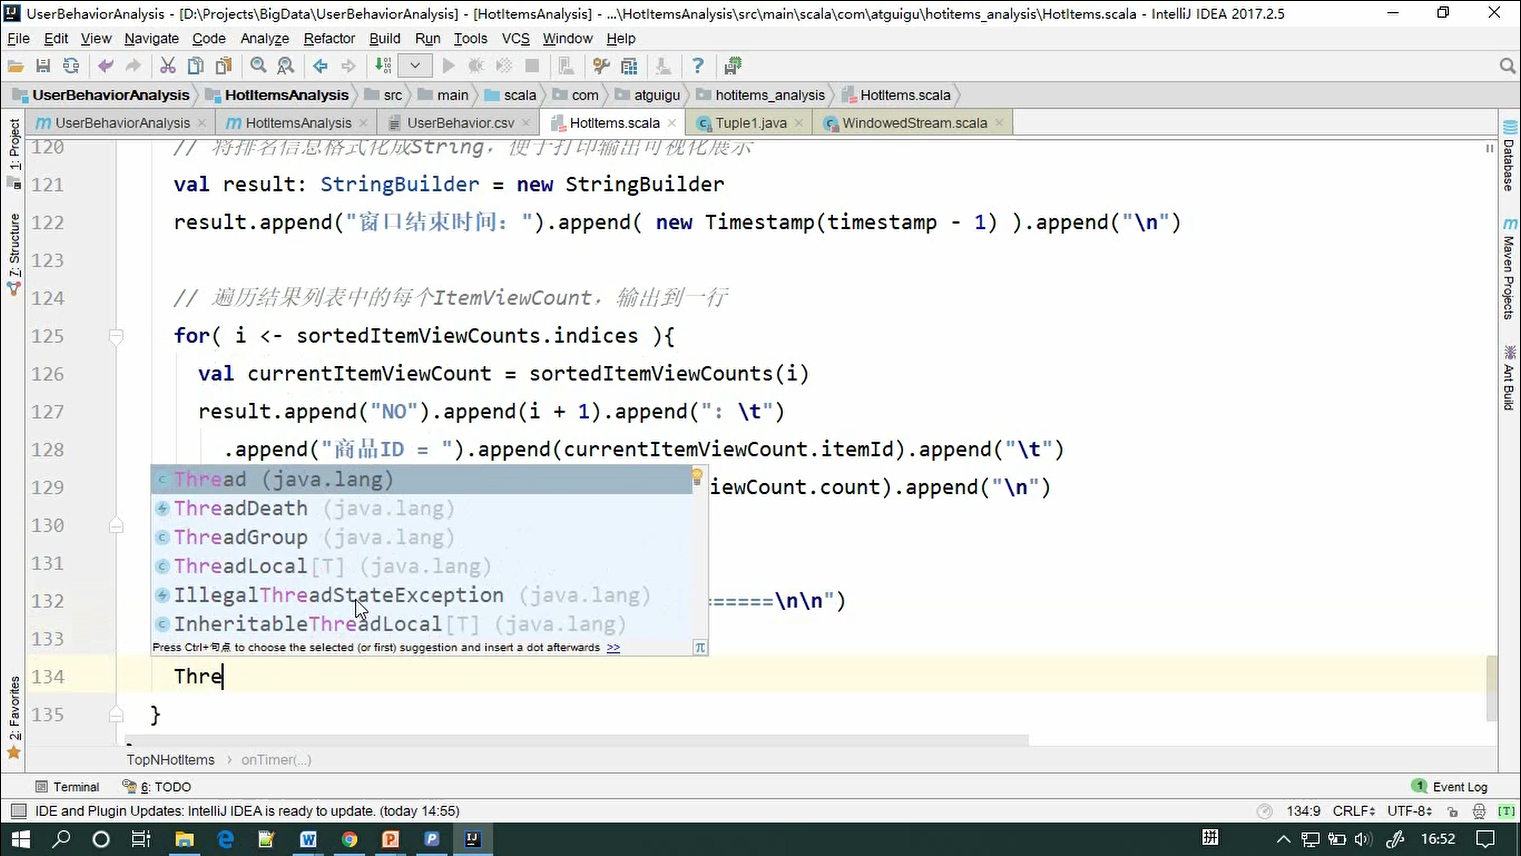 UserBehaviorAnalysis - [D:\Projects\BigData\UserBehaviorAnalysis] - [HotItemsAnalysis] - ...\HotItemsAnalysis\src\main\scala\com\atguigu\hotitems_analysis\HotItems.scala - IntelliJ IDEA 2017.2.5
File Edit View Navigate Code Analyze Refactor Build Run Tools VCS Window Help
UserBehaviorAnalysis HotItemsAnalysis src main scala com atguigu hotitems_analysis HotItems.scala
UserBehaviorAnalysis HotItemsAnalysis UserBehavior.csv HotItems.scala Tuple1.java WindowedStream.scala
1: Project
7: Structure
2: Favorites
Database
Maven Projects
Ant Build
120 // 将排名信息格式化成String，便于打印输出可视化展示
121 val result: StringBuilder = new StringBuilder
122 result.append("窗口结束时间：").append( new Timestamp(timestamp - 1) ).append("\n")
123
124 // 遍历结果列表中的每个ItemViewCount，输出到一行
125 for( i <- sortedItemViewCounts.indices ){
126 val currentItemViewCount = sortedItemViewCounts(i)
127 result.append("NO").append(i + 1).append(": \t")
128 .append("商品ID = ").append(currentItemViewCount.itemId).append("\t")
129 iewCount.count).append("\n")
130
131
132 ======\n\n")
133
134 Thre
135 }
Thread (java.lang)
ThreadDeath (java.lang)
ThreadGroup (java.lang)
ThreadLocal[T] (java.lang)
IllegalThreadStateException (java.lang)
InheritableThreadLocal[T] (java.lang)
Press Ctrl+句点 to choose the selected (or first) suggestion and insert a dot afterwards >> π
TopNHotItems › onTimer(...)
Terminal 6: TODO 1 Event Log
IDE and Plugin Updates: IntelliJ IDEA is ready to update. (today 14:55) 134:9 CRLF UTF-8 [T]
拼 16:52